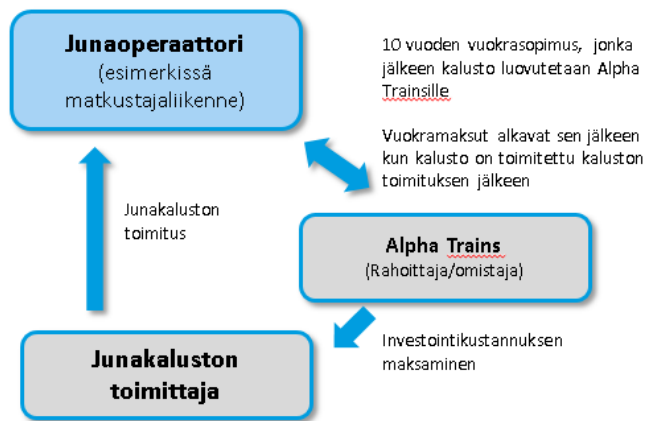 Junaoperaattori
(esimerkissä
matkustajaliikenne)
10 vuoden vuokrasopimus, jonka
jälkeen kalusto luovutetaan Alpha
Trainsille
Vuokramaksut alkavat sen jälkeen
kun kalusto on toimitettu kaluston
toimituksen jälkeen
Junakaluston
toimitus
Alpha Trains
(Rahoittaja/omistaja)
Investointikustannuksen
maksaminen
Junakaluston
toimittaja